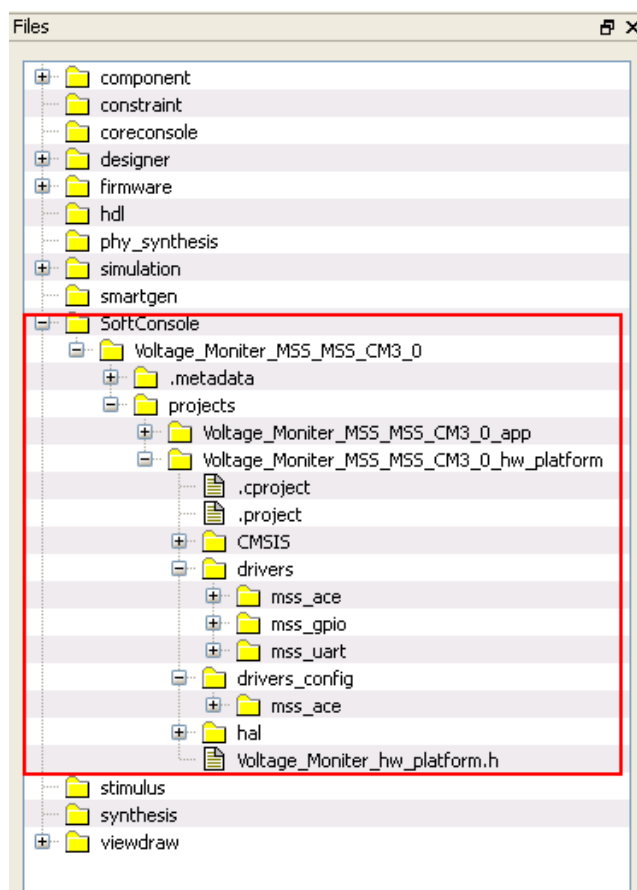 Files
component
constraint
coreconsole
designer
firmware
hdl
phy_synthesis
simulation
smartgen
SoftConsole
Voltage_Moniter_MSS_MSS_CM3_0
.metadata
projects
Voltage_Moniter_MSS_MSS_CM3_0_app
Voltage_Moniter_MSS_MSS_CM3_0_hw_platform
.cproject
.project
CMSIS
drivers
mss_ace
mss_gpio
mss_uart
drivers_config
mss_ace
hal
Voltage_Moniter_hw_platform.h
stimulus
synthesis
viewdraw